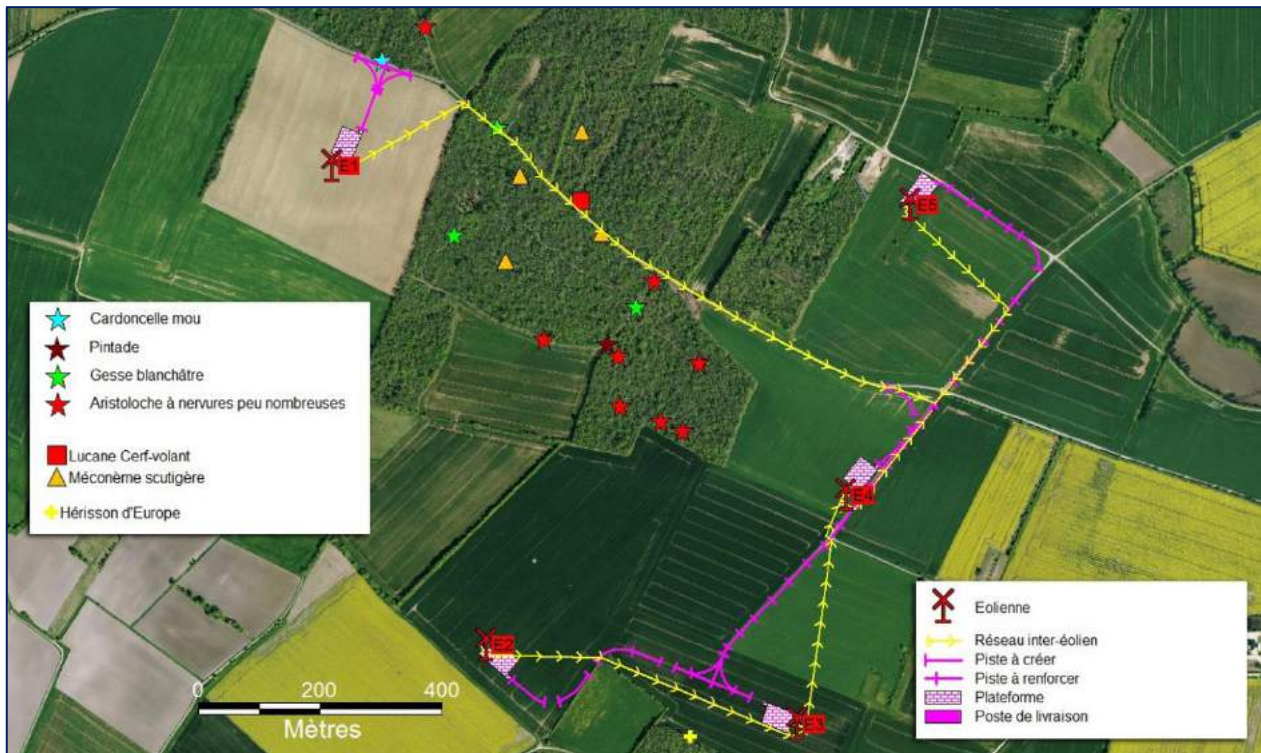 E1
E5
Cardoncelle mou
Pintade
Gesse blanchâtre
Aristoloche à nervures peu nombreuses
Lucane Cerf-volant
Méconème scutigère
Hérisson d'Europe
E4
E2
E3
0 200 400
Mètres
Eolienne
Réseau inter-éolien
Piste à créer
Piste à renforcer
Plateforme
Poste de livraison